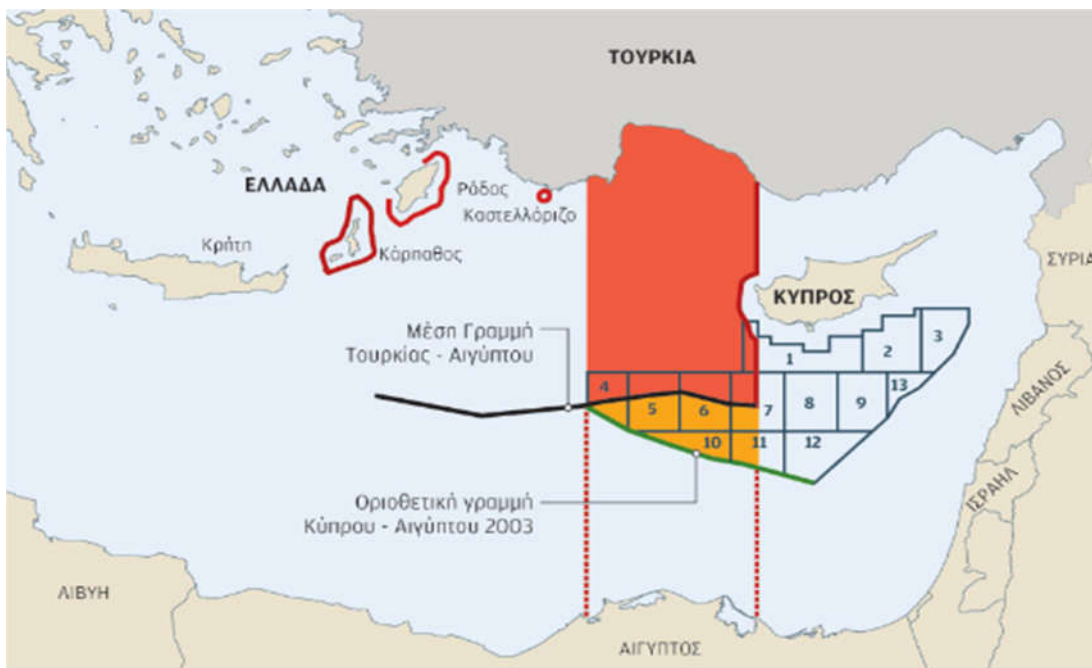 ΤΟΥΡΚΙΑ
ΕΛΛΑΔΑ
Ρόδος
Καστελλόριζο
Κρήτη
Κάρπαθος
ΣΥΡΙΑ
ΚΥΠΡΟΣ
Μέση Γραμμή
Τουρκίας - Αιγύπτου
1
2
3
4
5
6
7
8
9
13
10
11
12
ΛΙΒΑΝΟΣ
ΙΣΡΑΗΛ
Οριοθετική γραμμή
Κύπρου - Αιγύπτου 2003
ΛΙΒΥΗ
ΑΙΓΥΠΤΟΣ